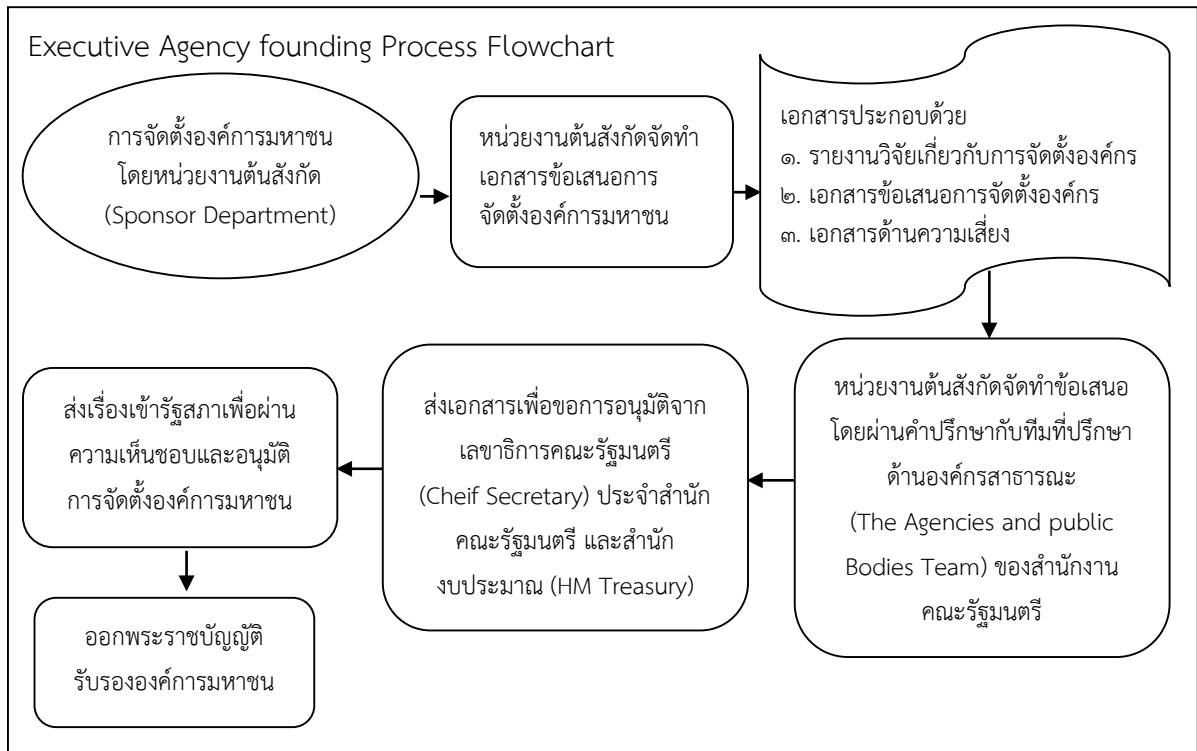 Executive Agency founding Process Flowchart
การจัดตั้งองค์การมหาชน
โดยหน่วยงานต้นสังกัด
(Sponsor Department)
หน่วยงานต้นสังกัดจัดทำ
เอกสารข้อเสนอการ
จัดตั้งองค์การมหาชน
เอกสารประกอบด้วย
๑. รายงานวิจัยเกี่ยวกับการจัดตั้งองค์กร
๒. เอกสารข้อเสนอการจัดตั้งองค์กร
๓. เอกสารด้านความเสี่ยง
หน่วยงานต้นสังกัดจัดทำข้อเสนอ
โดยผ่านคำปรึกษากับทีมที่ปรึกษา
ด้านองค์กรสาธารณะ
(The Agencies and public
Bodies Team) ของสำนักงาน
คณะรัฐมนตรี
ส่งเอกสารเพื่อขอการอนุมัติจาก
เลขาธิการคณะรัฐมนตรี
(Cheif Secretary) ประจำสำนัก
คณะรัฐมนตรี และสำนัก
งบประมาณ (HM Treasury)
ส่งเรื่องเข้ารัฐสภาเพื่อผ่าน
ความเห็นชอบและอนุมัติ
การจัดตั้งองค์การมหาชน
ออกพระราชบัญญัติ
รับรององค์การมหาชน